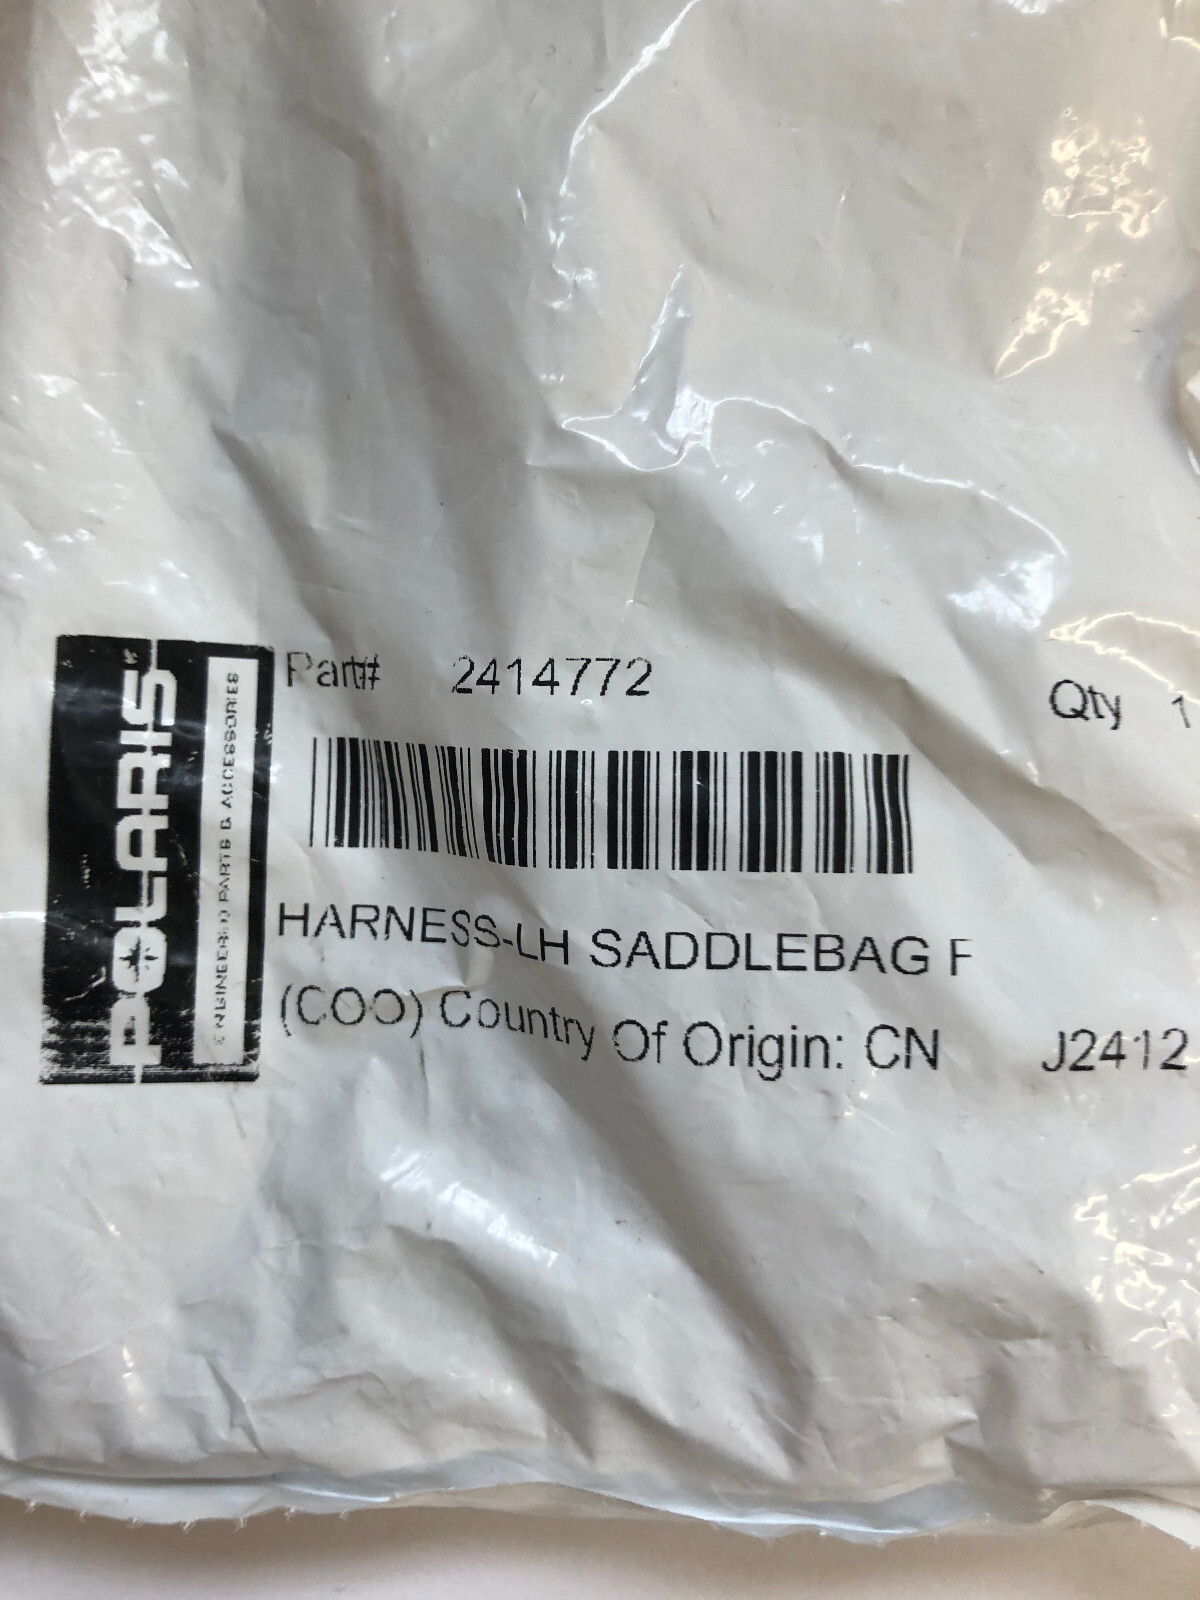 POLARIS
ENGINEERED PARTS & ACCESSORIES
Part# 2414772 Qty 1
HARNESS-LH SADDLEBAG F
(COO) Country Of Origin: CN J2412